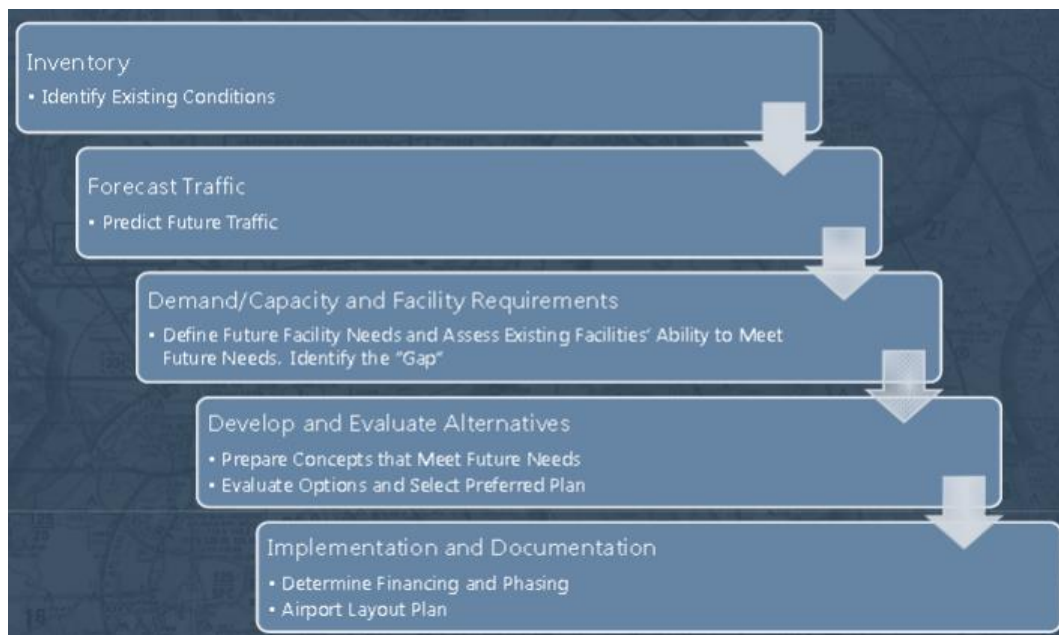 Inventory
• Identify Existing Conditions
Forecast Traffic
• Predict Future Traffic
Demand/Capacity and Facility Requirements
• Define Future Facility Needs and Assess Existing Facilities' Ability to Meet
Future Needs. Identify the "Gap"
Develop and Evaluate Alternatives
• Prepare Concepts that Meet Future Needs
• Evaluate Options and Select Preferred Plan
Implementation and Documentation
• Determine Financing and Phasing
• Airport Layout Plan